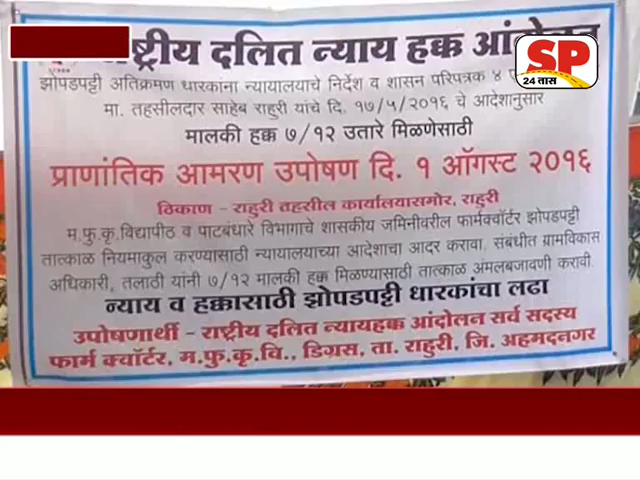 राष्ट्रीय दलित न्याय हक्क आंदोलन
SP
24 तास
झोपडपट्टी अतिक्रमण धारकांना न्यायालयाचे निर्देश व शासन परिपत्रक ४
मा. तहसीलदार साहेब राहुरी यांचे दि. १७/५/२०१६ चे आदेशानुसार
मालकी हक्क ७/१२ उतारे मिळणेसाठी
प्राणांतिक आमरण उपोषण दि. १ ऑगस्ट २०१६
ठिकाण - राहुरी तहसील कार्यालयासमोर, राहुरी
म.फु.कृ.विद्यापीठ व पाटबंधारे विभागाचे शासकीय जमिनीवरील फार्मक्वॉर्टर झोपडपट्टी
तात्काळ नियमाकुल करण्यासाठी न्यायालयाच्या आदेशाचा आदर करावा. संबंधीत ग्रामविकास
अधिकारी, तलाठी यांनी ७/१२ मालकी हक्क मिळण्यासाठी तात्काळ अंमलबजावणी करावी.
न्याय व हक्कासाठी झोपडपट्टी धारकांचा लढा
उपोषणार्थी - राष्ट्रीय दलित न्यायहक्क आंदोलन सर्व सदस्य
फार्म क्वॉर्टर, म.फु.कृ.वि., डिग्रस, ता. राहुरी, जि. अहमदनगर